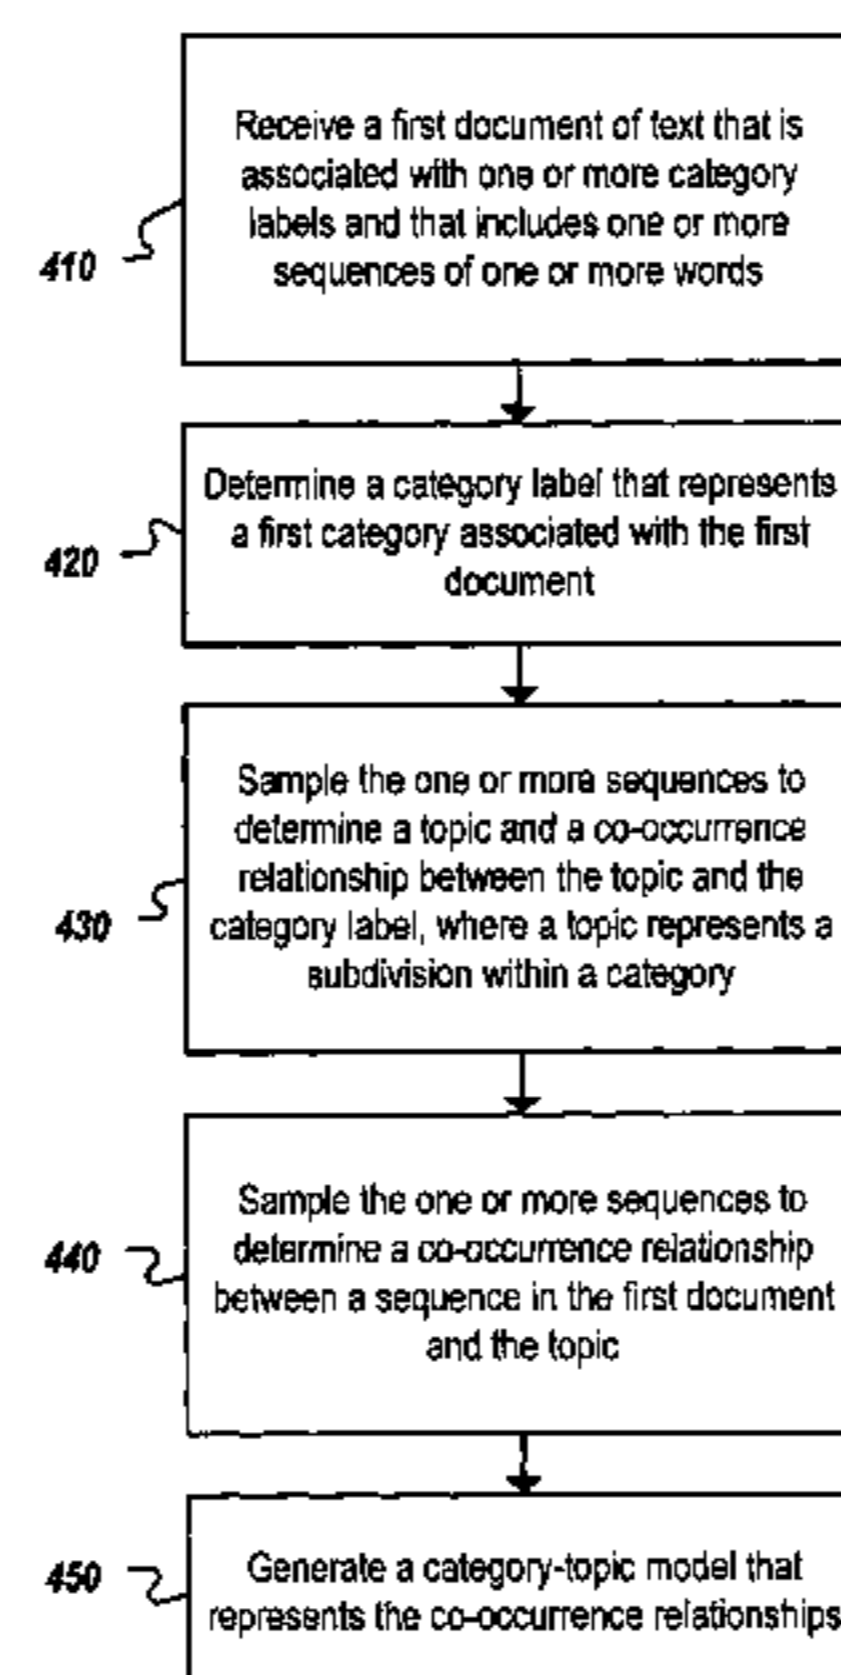 Receive a first document of text that is
associated with one or more category
labels and that includes one or more
sequences of one or more words
410
Determine a category label that represents
a first category associated with the first
document
420
Sample the one or more sequences to
determine a topic and a co-occurrence
relationship between the topic and the
category label, where a topic represents a
subdivision within a category
430
Sample the one or more sequences to
determine a co-occurrence relationship
between a sequence in the first document
and the topic
440
Generate a category-topic model that
represents the co-occurrence relationships
450